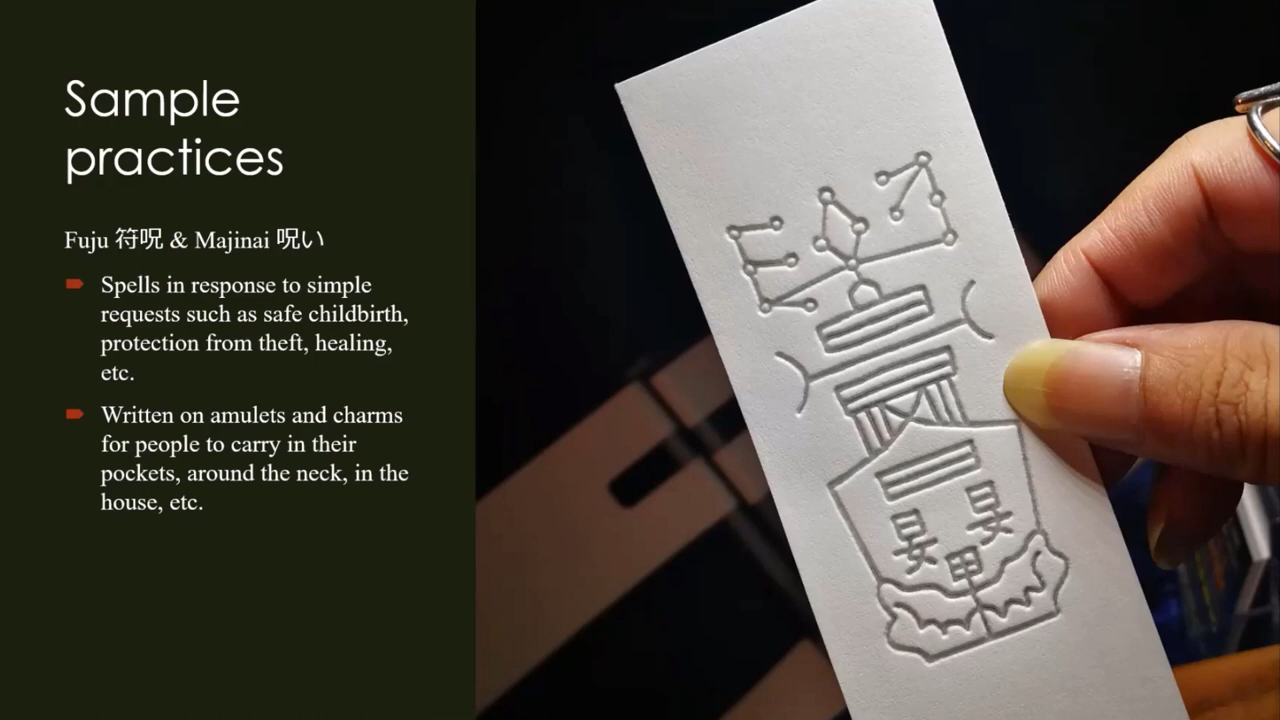 Sample
practices
Fuju 符呪 & Majinai 呪い
Spells in response to simple
requests such as safe childbirth,
protection from theft, healing,
etc.
Written on amulets and charms
for people to carry in their
pockets, around the neck, in the
house, etc.